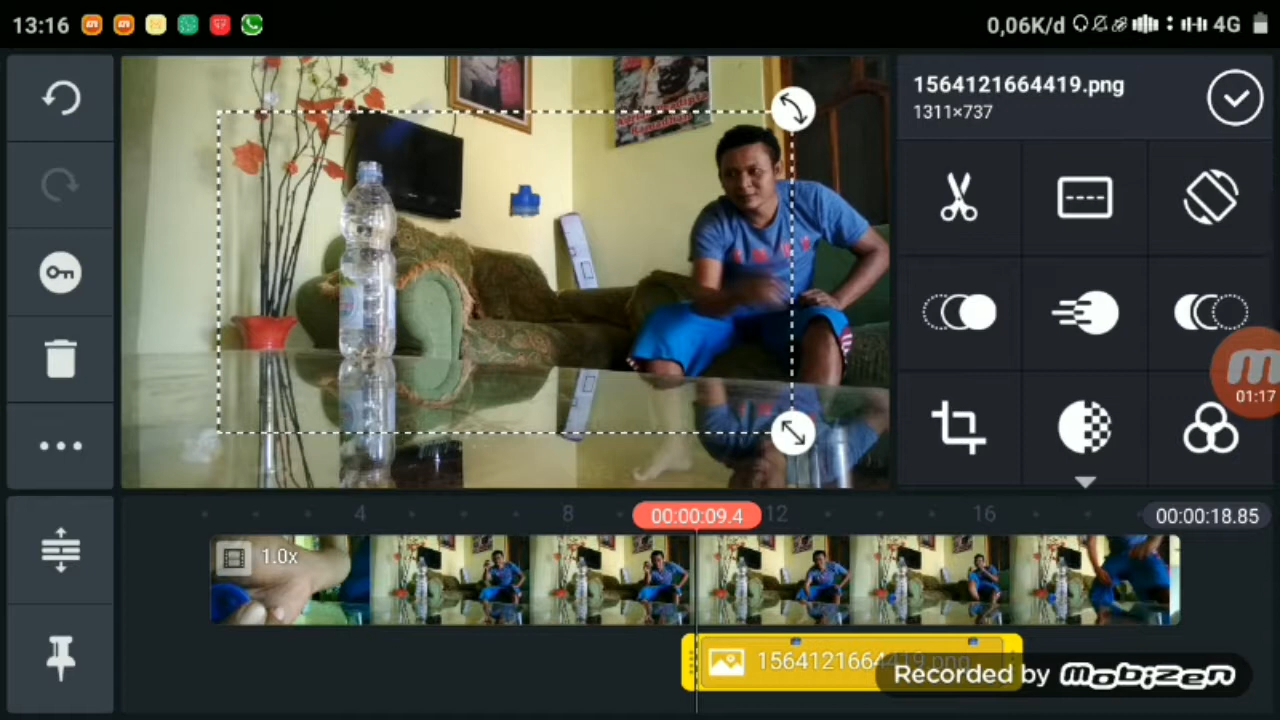 13:16
0,06K/d
4G
1564121664419.png
1311×737
01:17
4
8
00:00:09.4
12
16
00:00:18.85
1.0x
1564121664419.png
Recorded by mobizen